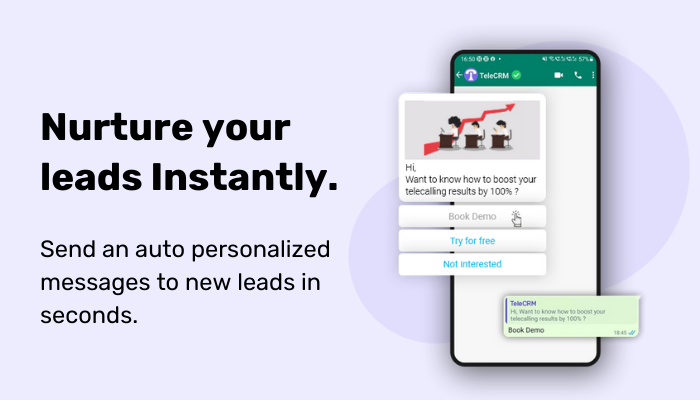 Nurture your
leads Instantly.
Send an auto personalized
messages to new leads in
seconds.
16:50
57%
TeleCRM
Hi,
Want to know how to boost your
telecalling results by 100% ?
Book Demo
Try for free
Not interested
TeleCRM
Hi, Want to know how to boost your
telecalling results by 100% ?
Book Demo
18:45